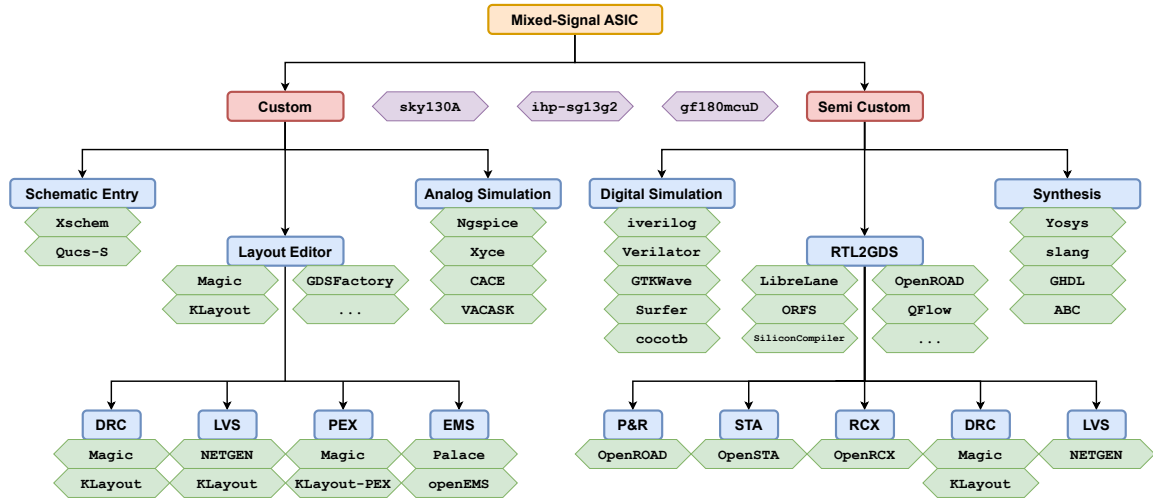 Mixed-Signal ASIC
Custom
sky130A
ihp-sg13g2
gf180mcuD
Semi Custom
Schematic Entry
Xschem
Qucs-S
Layout Editor
Magic
GDSFactory
KLayout
...
Analog Simulation
Ngspice
Xyce
CACE
VACASK
Digital Simulation
iverilog
Verilator
GTKWave
Surfer
cocotb
RTL2GDS
LibreLane
OpenROAD
ORFS
QFlow
SiliconCompiler
...
Synthesis
Yosys
slang
GHDL
ABC
DRC
Magic
KLayout
LVS
NETGEN
KLayout
PEX
Magic
KLayout-PEX
EMS
Palace
openEMS
P&R
OpenROAD
STA
OpenSTA
RCX
OpenRCX
DRC
Magic
KLayout
LVS
NETGEN